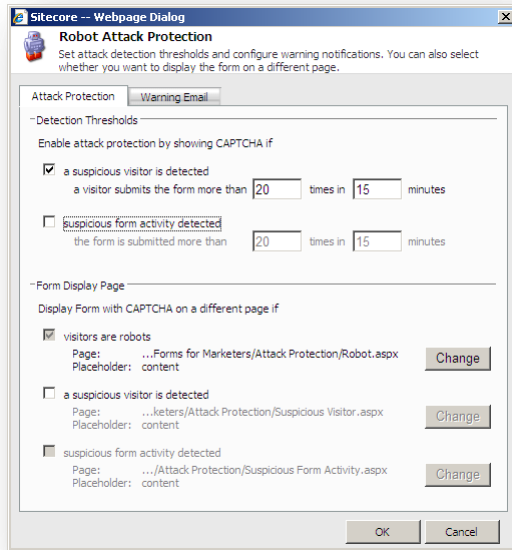 Sitecore -- Webpage Dialog
Robot Attack Protection
Set attack detection thresholds and configure warning notifications. You can also select
whether you want to display the form on a different page.
Attack Protection Warning Email
Detection Thresholds
Enable attack protection by showing CAPTCHA if
a suspicious visitor is detected
a visitor submits the form more than 20 times in 15 minutes
suspicious form activity detected
the form is submitted more than 20 times in 15 minutes
Form Display Page
Display Form with CAPTCHA on a different page if
visitors are robots
Page: ...Forms for Marketers/Attack Protection/Robot.aspx
Placeholder: content
Change
a suspicious visitor is detected
Page: ...keters/Attack Protection/Suspicious Visitor.aspx
Placeholder: content
Change
suspicious form activity detected
Page: .../Attack Protection/Suspicious Form Activity.aspx
Placeholder: content
Change
OK Cancel